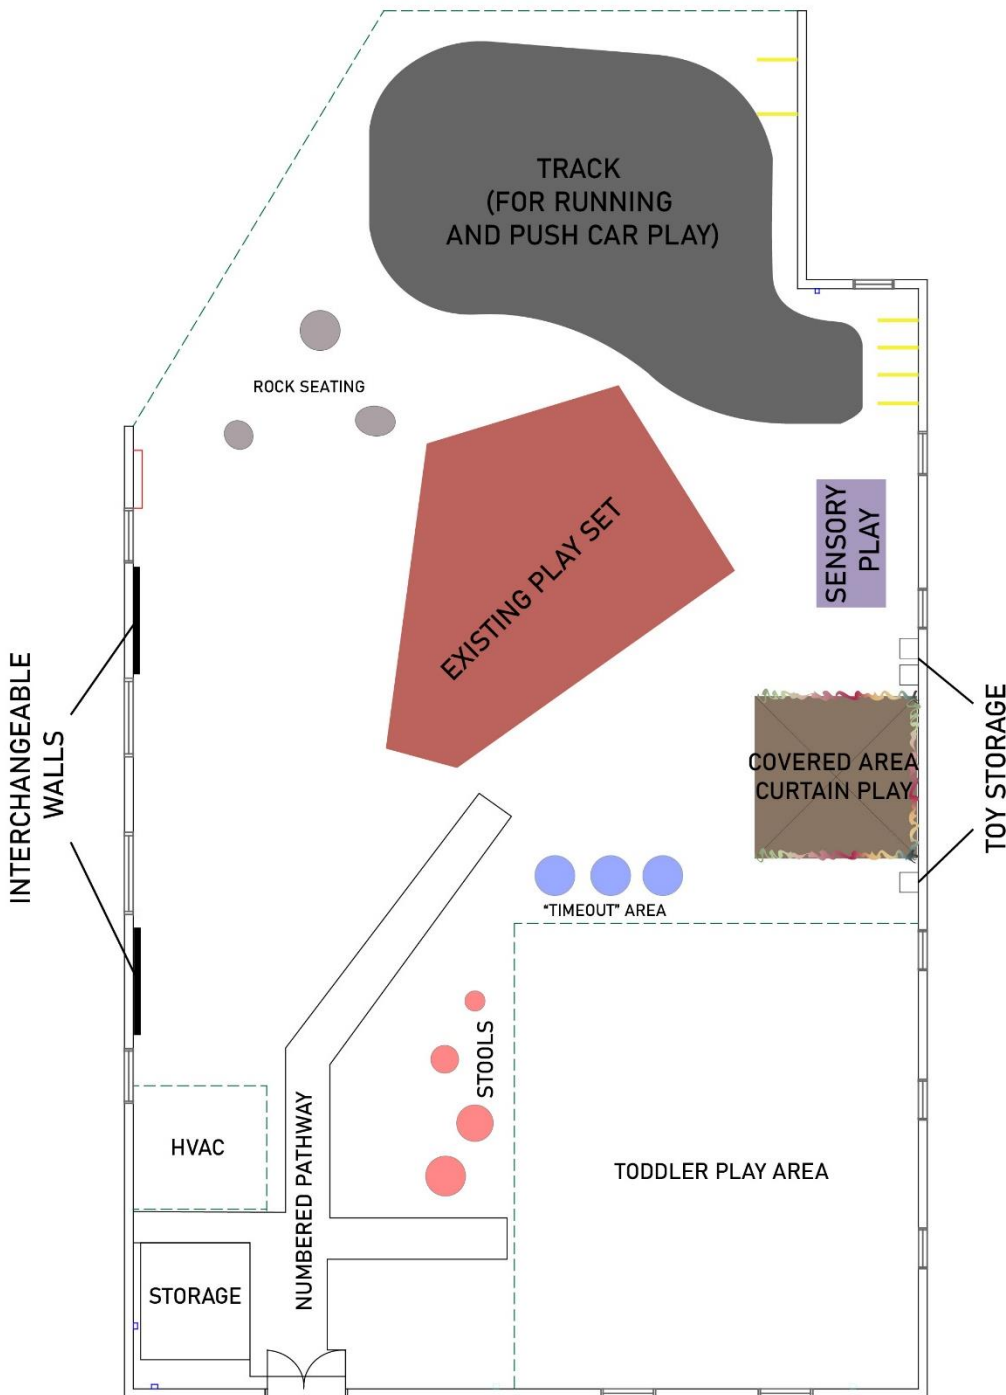 TRACK
(FOR RUNNING
AND PUSH CAR PLAY)
ROCK SEATING
EXISTING PLAY SET
SENSORY
PLAY
INTERCHANGEABLE
WALLS
TOY STORAGE
COVERED AREA
CURTAIN PLAY
"TIMEOUT" AREA
STOOLS
HVAC
NUMBERED PATHWAY
TODDLER PLAY AREA
STORAGE